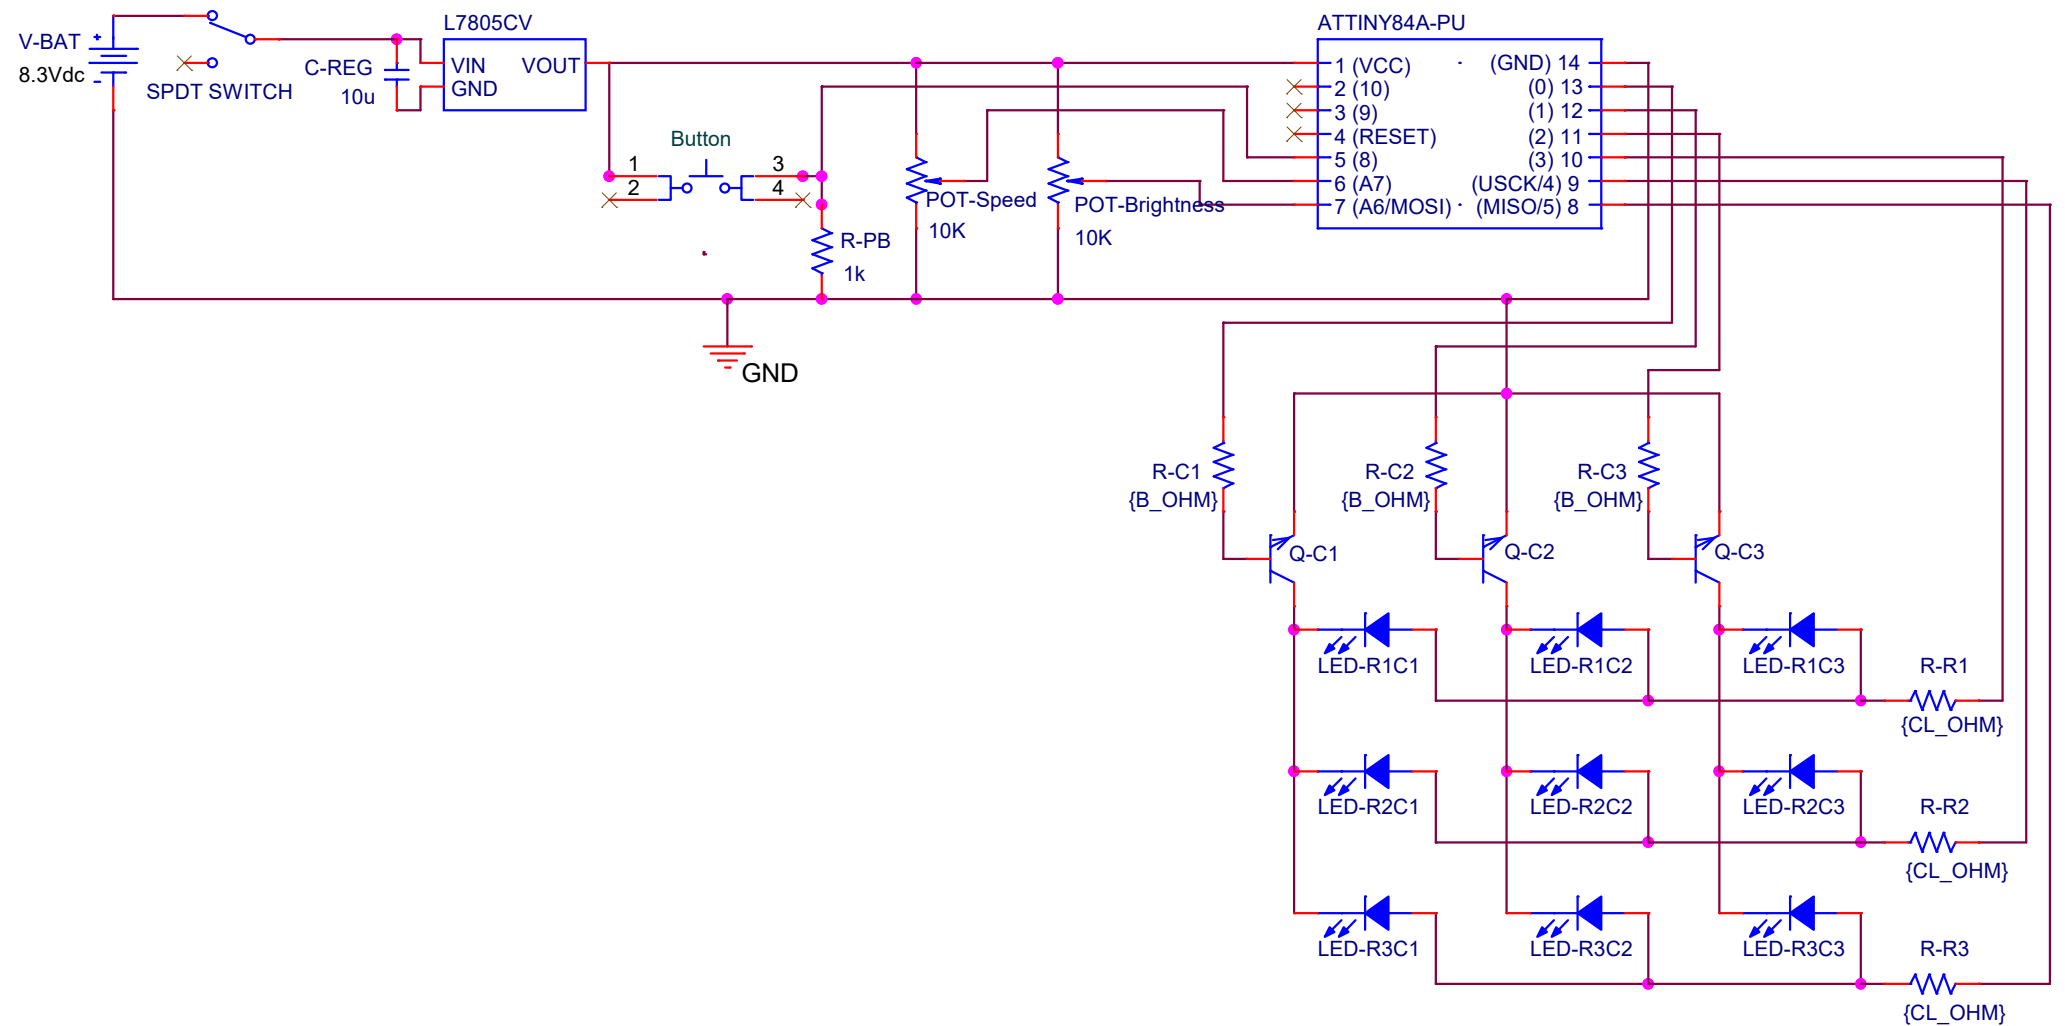 V-BAT
8.3Vdc
+
-
SPDT SWITCH
C-REG
10u
L7805CV
VIN
VOUT
GND
Button
1
2
3
4
R-PB
1k
POT-Speed
10K
POT-Brightness
10K
GND
ATTINY84A-PU
1 (VCC)
2 (10)
3 (9)
4 (RESET)
5 (8)
6 (A7)
7 (A6/MOSI)
(GND) 14
(0) 13
(1) 12
(2) 11
(3) 10
(USCK/4) 9
(MISO/5) 8
R-C1
{B_OHM}
R-C2
{B_OHM}
R-C3
{B_OHM}
Q-C1
Q-C2
Q-C3
LED-R1C1
LED-R1C2
LED-R1C3
R-R1
{CL_OHM}
LED-R2C1
LED-R2C2
LED-R2C3
R-R2
{CL_OHM}
LED-R3C1
LED-R3C2
LED-R3C3
R-R3
{CL_OHM}